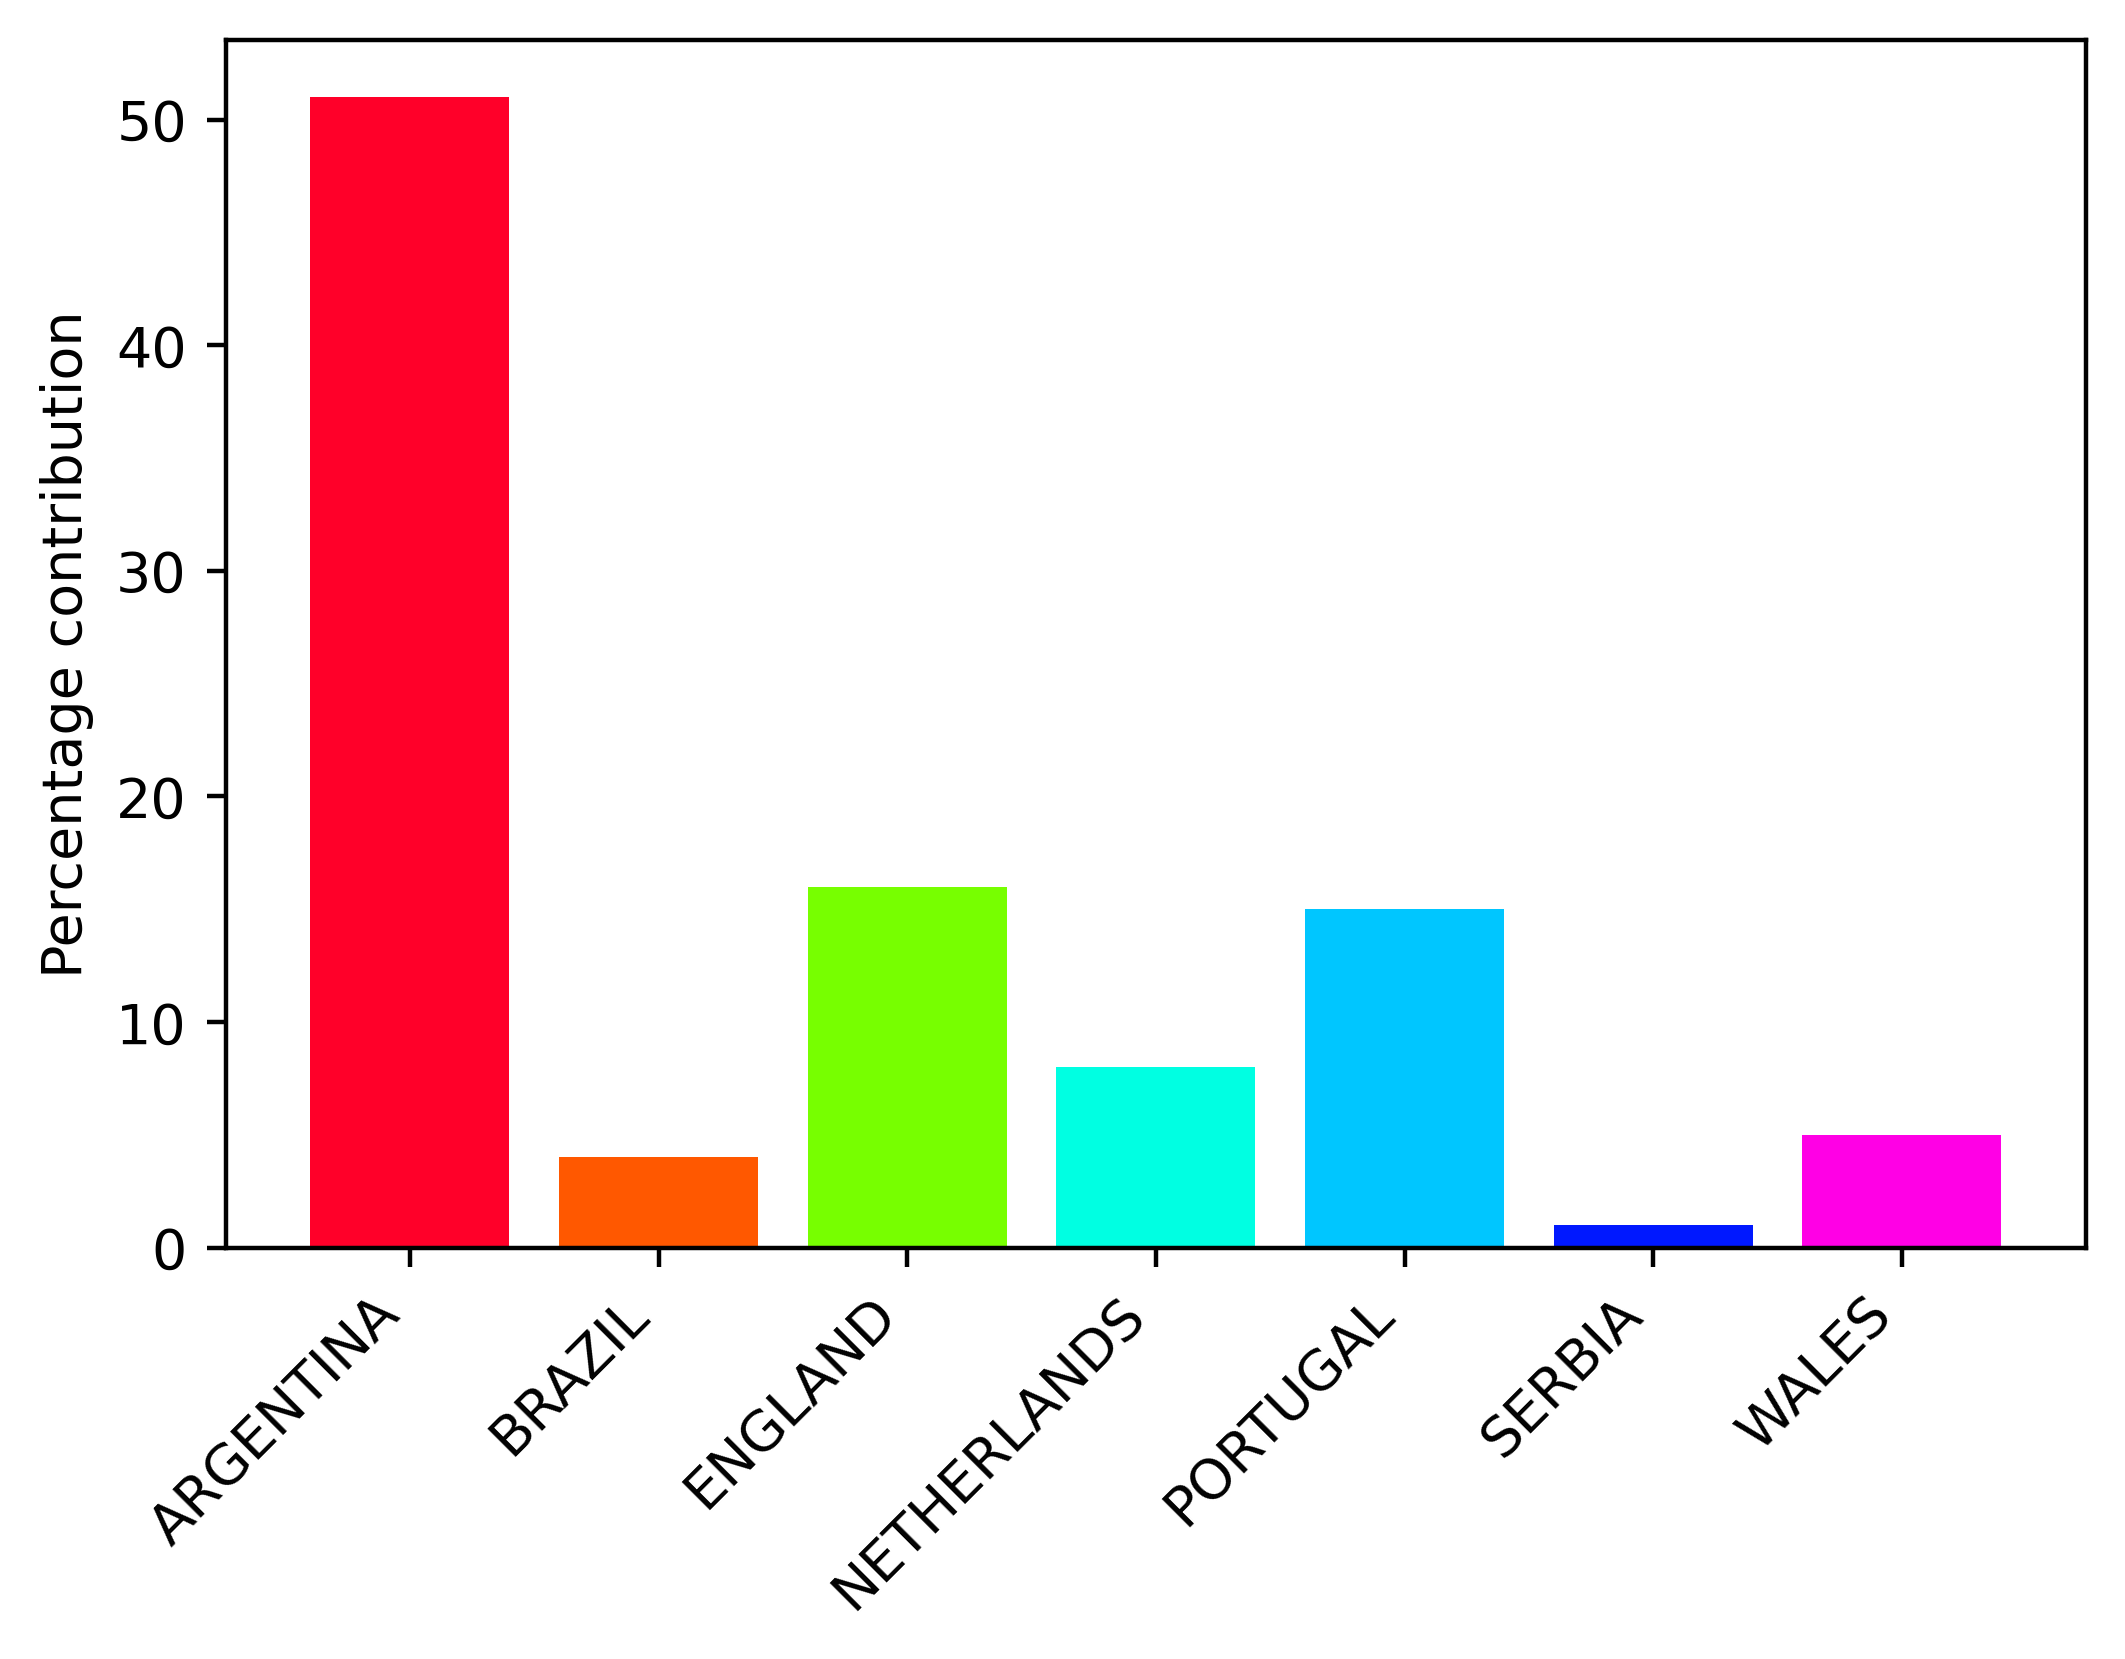 Percentage contribution
50
40
30
20
10
0
ARGENTINA
BRAZIL
ENGLAND
NETHERLANDS
PORTUGAL
SERBIA
WALES